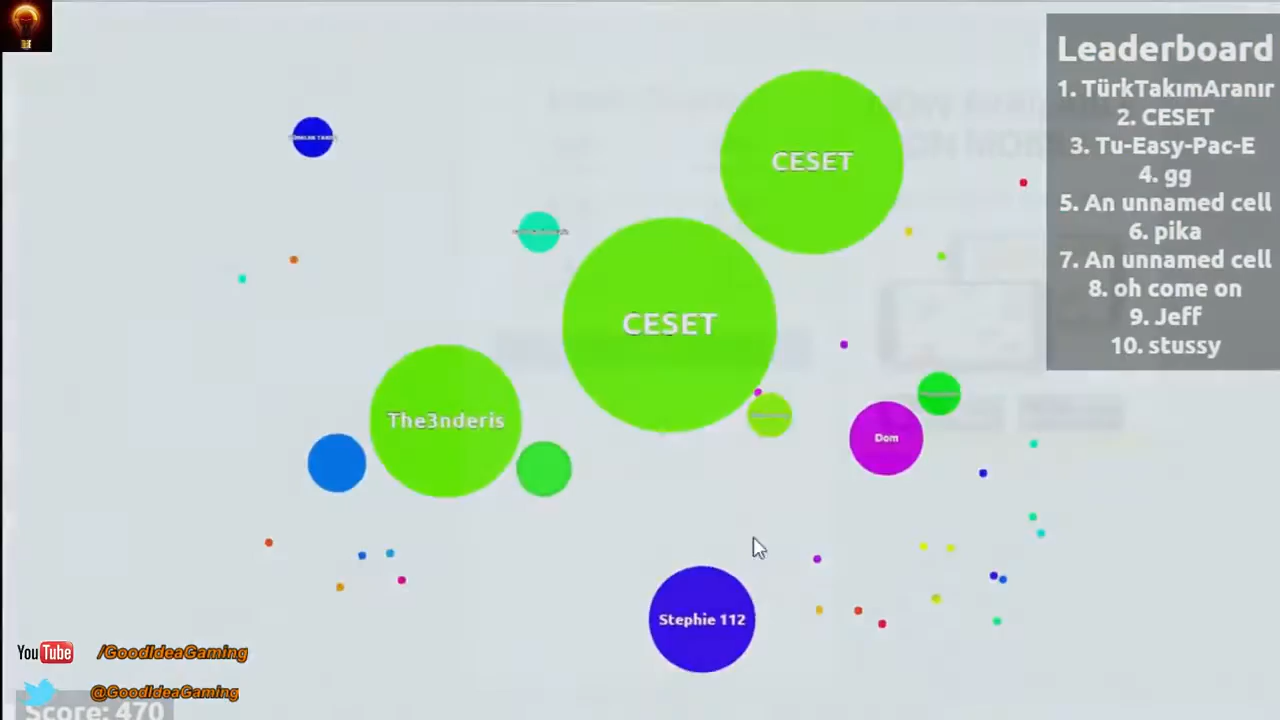 Leaderboard
1. TürkTakımAranır
2. CESET
3. Tu-Easy-Pac-E
4. gg
5. An unnamed cell
6. pika
7. An unnamed cell
8. oh come on
9. Jeff
10. stussy
CESET
CESET
The3nderis
Dom
Stephie 112
YouTube /GoodIdeaGaming
@GoodIdeaGaming
Score: 470